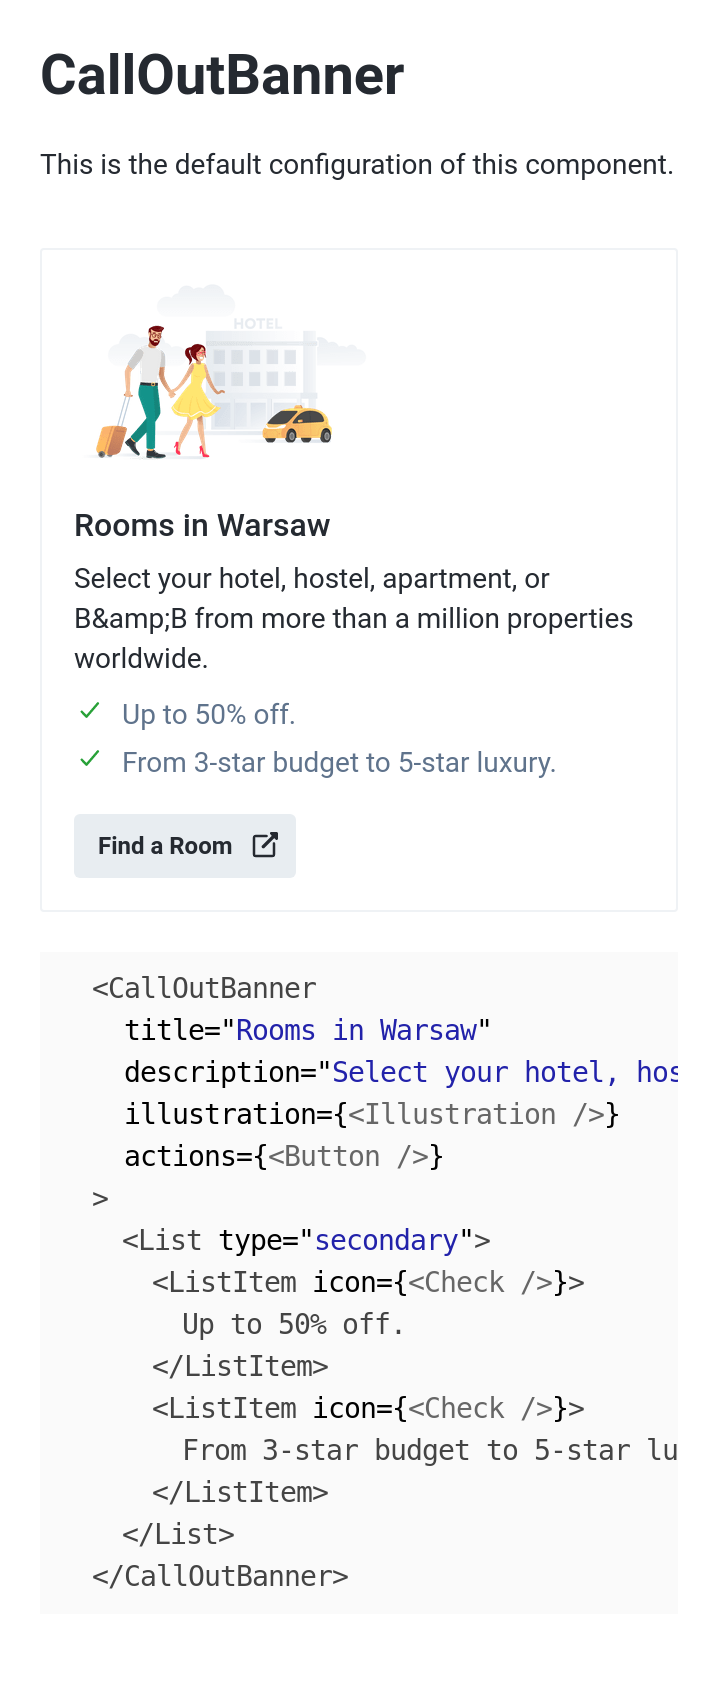 CallOutBanner
This is the default configuration of this component.
HOTEL
Rooms in Warsaw
Select your hotel, hostel, apartment, or
B&amp;B from more than a million properties
worldwide.
Up to 50% off.
From 3-star budget to 5-star luxury.
Find a Room
<CallOutBanner
title="Rooms in Warsaw"
description="Select your hotel, hos
illustration={<Illustration />}
actions={<Button />}
>
<List type="secondary">
<ListItem icon={<Check />}>
Up to 50% off.
</ListItem>
<ListItem icon={<Check />}>
From 3-star budget to 5-star lu
</ListItem>
</List>
</CallOutBanner>